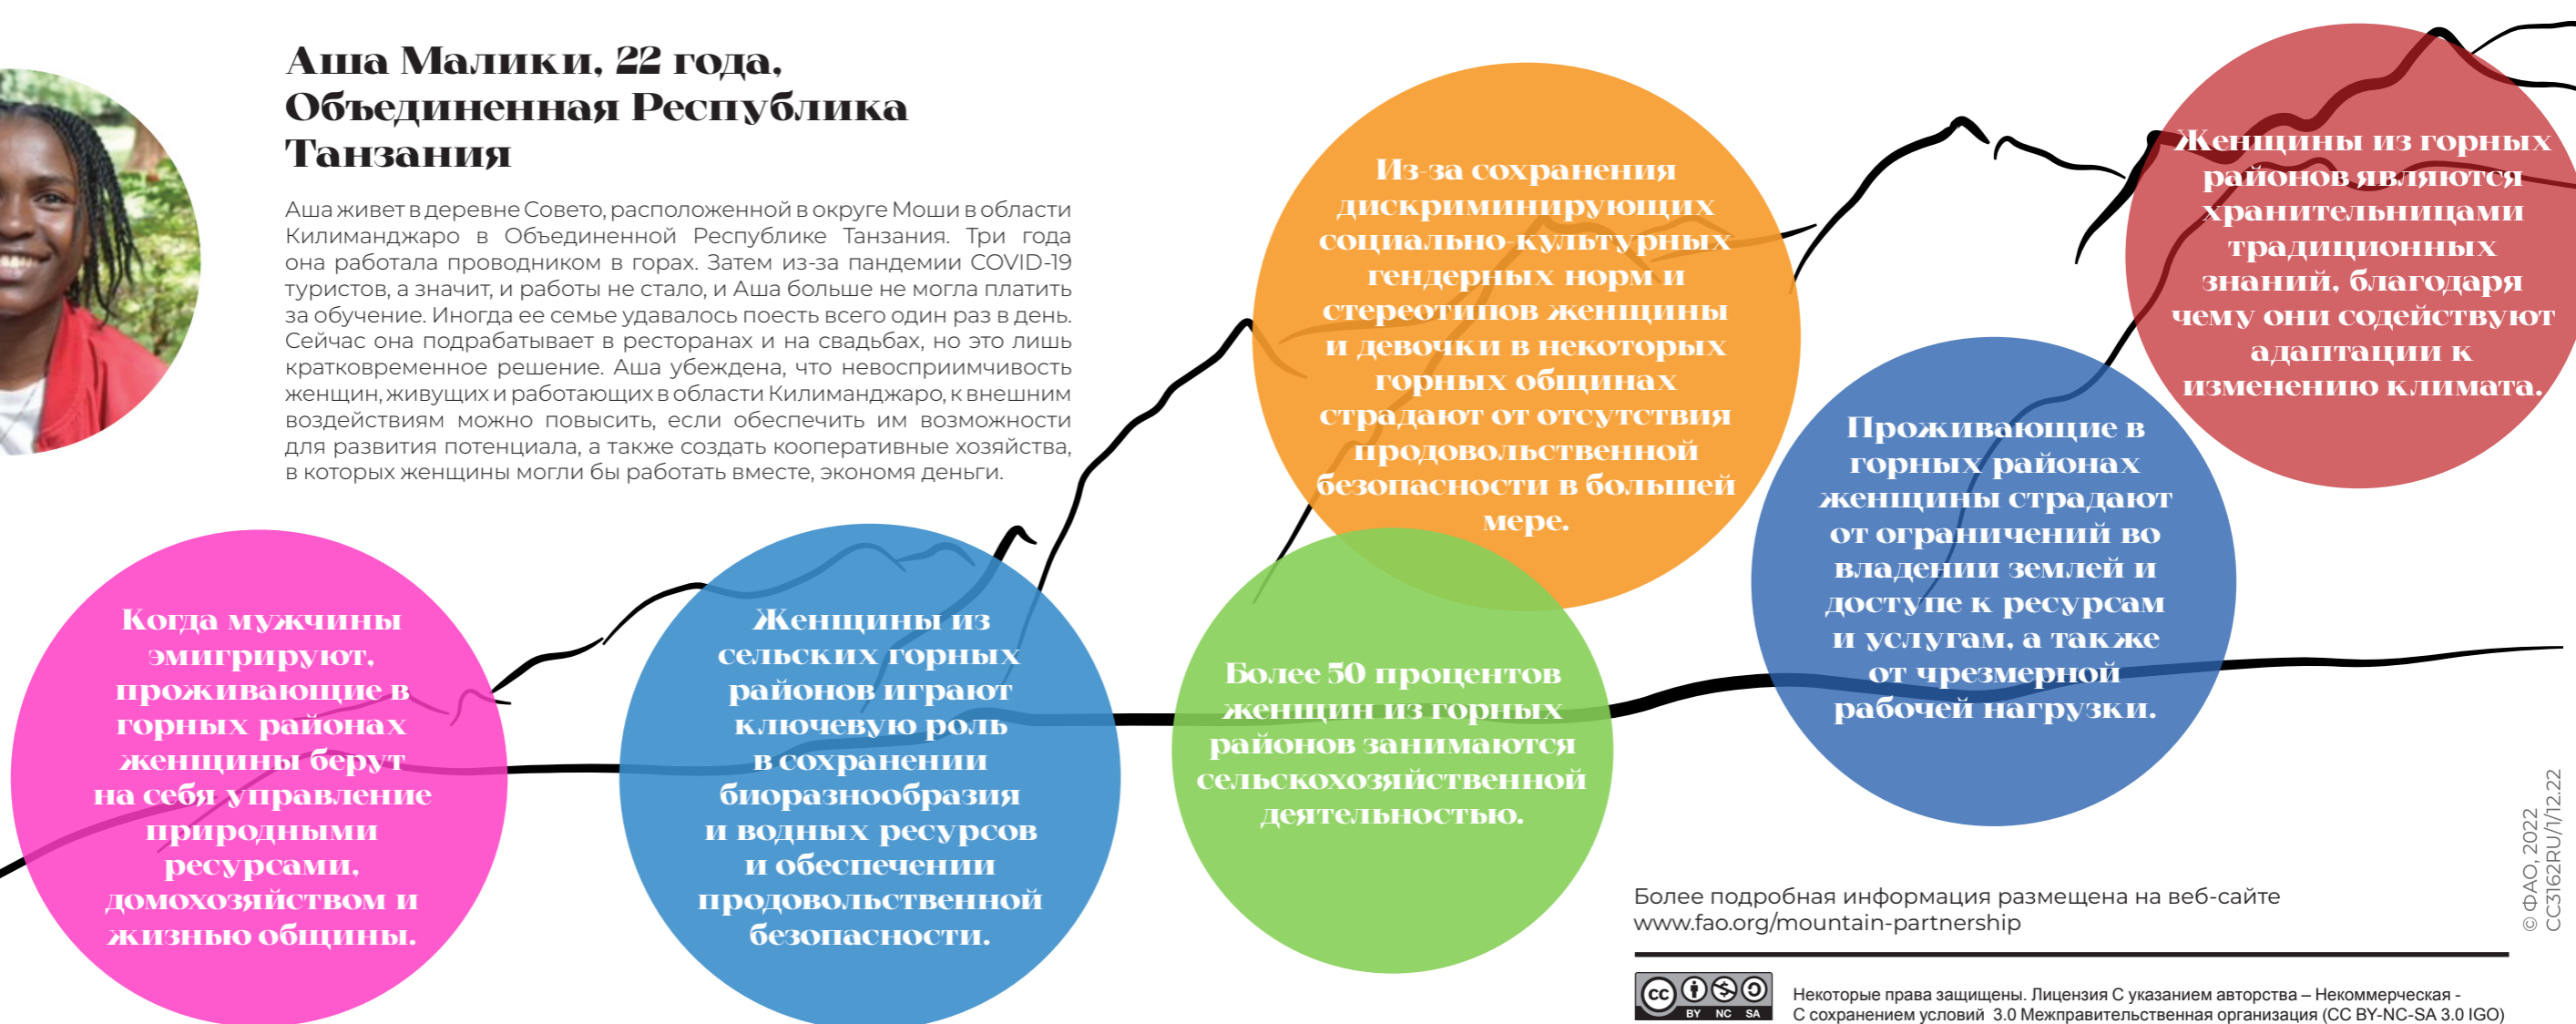 Аша Малики, 22 года,
Объединенная Республика
Танзания
Аша живет в деревне Совето, расположенной в округе Моши в области
Килиманджаро в Объединенной Республике Танзания. Три года
она работала проводником в горах. Затем из-за пандемии COVID-19
туристов, а значит, и работы не стало, и Аша больше не могла платить
за обучение. Иногда ее семье удавалось поесть всего один раз в день.
Сейчас она подрабатывает в ресторанах и на свадьбах, но это лишь
кратковременное решение. Аша убеждена, что невосприимчивость
женщин, живущих и работающих в области Килиманджаро, к внешним
воздействиям можно повысить, если обеспечить им возможности
для развития потенциала, а также создать кооперативные хозяйства,
в которых женщины могли бы работать вместе, экономя деньги.
Когда мужчины
эмигрируют,
проживающие в
горных районах
женщины берут
на себя управление
природными
ресурсами,
домохозяйством и
жизнью общины.
Женщины из
сельских горных
районов играют
ключевую роль
в сохранении
биоразнообразия
и водных ресурсов
и обеспечении
продовольственной
безопасности.
Из-за сохранения
дискриминирующих
социально-культурных
гендерных норм и
стереотипов женщины
и девочки в некоторых
горных общинах
страдают от отсутствия
продовольственной
безопасности в большей
мере.
Более 50 процентов
женщин из горных
районов занимаются
сельскохозяйственной
деятельностью.
Проживающие в
горных районах
женщины страдают
от ограничений во
владении землей и
доступе к ресурсам
и услугам, а также
от чрезмерной
рабочей нагрузки.
Женщины из горных
районов являются
хранительницами
традиционных
знаний, благодаря
чему они содействуют
адаптации к
изменению климата.
Более подробная информация размещена на веб-сайте
www.fao.org/mountain-partnership
cc BY NC SA
Некоторые права защищены. Лицензия С указанием авторства – Некоммерческая -
С сохранением условий 3.0 Межправительственная организация (CC BY-NC-SA 3.0 IGO)
© ФАО, 2022
CC3162RU/1/12.22